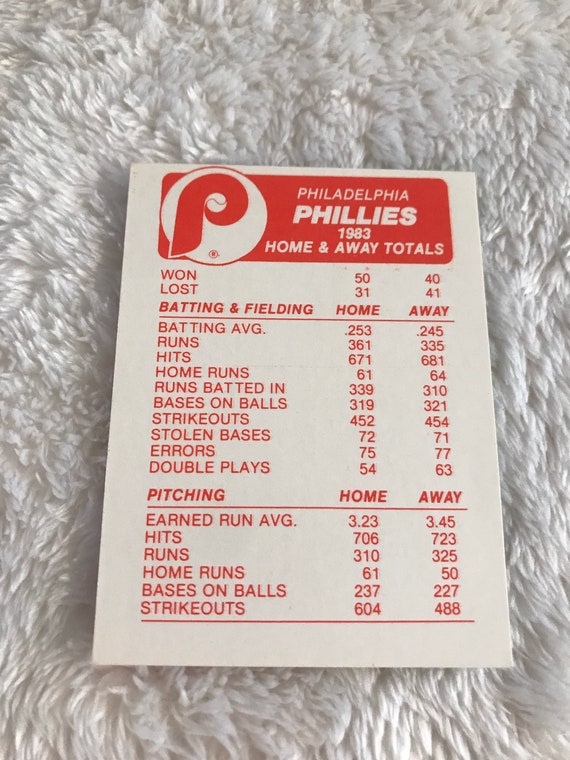 PHILADELPHIA
PHILLIES
1983
HOME & AWAY TOTALS
P
®
WON 50 40
LOST 31 41
BATTING & FIELDING HOME AWAY
BATTING AVG. .253 .245
RUNS 361 335
HITS 671 681
HOME RUNS 61 64
RUNS BATTED IN 339 310
BASES ON BALLS 319 321
STRIKEOUTS 452 454
STOLEN BASES 72 71
ERRORS 75 77
DOUBLE PLAYS 54 63
PITCHING HOME AWAY
EARNED RUN AVG. 3.23 3.45
HITS 706 723
RUNS 310 325
HOME RUNS 61 50
BASES ON BALLS 237 227
STRIKEOUTS 604 488